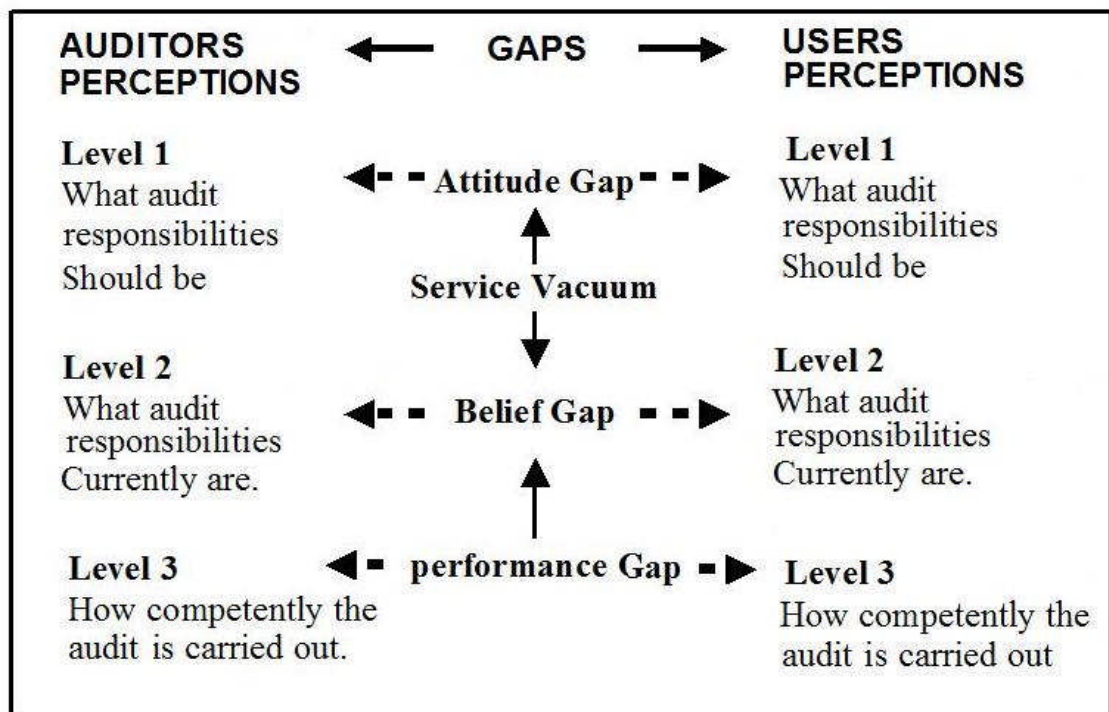 AUDITORS
PERCEPTIONS
GAPS
USERS
PERCEPTIONS
Level 1
What audit
responsibilities
Should be
Attitude Gap
Level 1
What audit
responsibilities
Should be
Service Vacuum
Level 2
What audit
responsibilities
Currently are.
Belief Gap
Level 2
What audit
responsibilities
Currently are.
Level 3
How competently the
audit is carried out.
performance Gap
Level 3
How competently the
audit is carried out